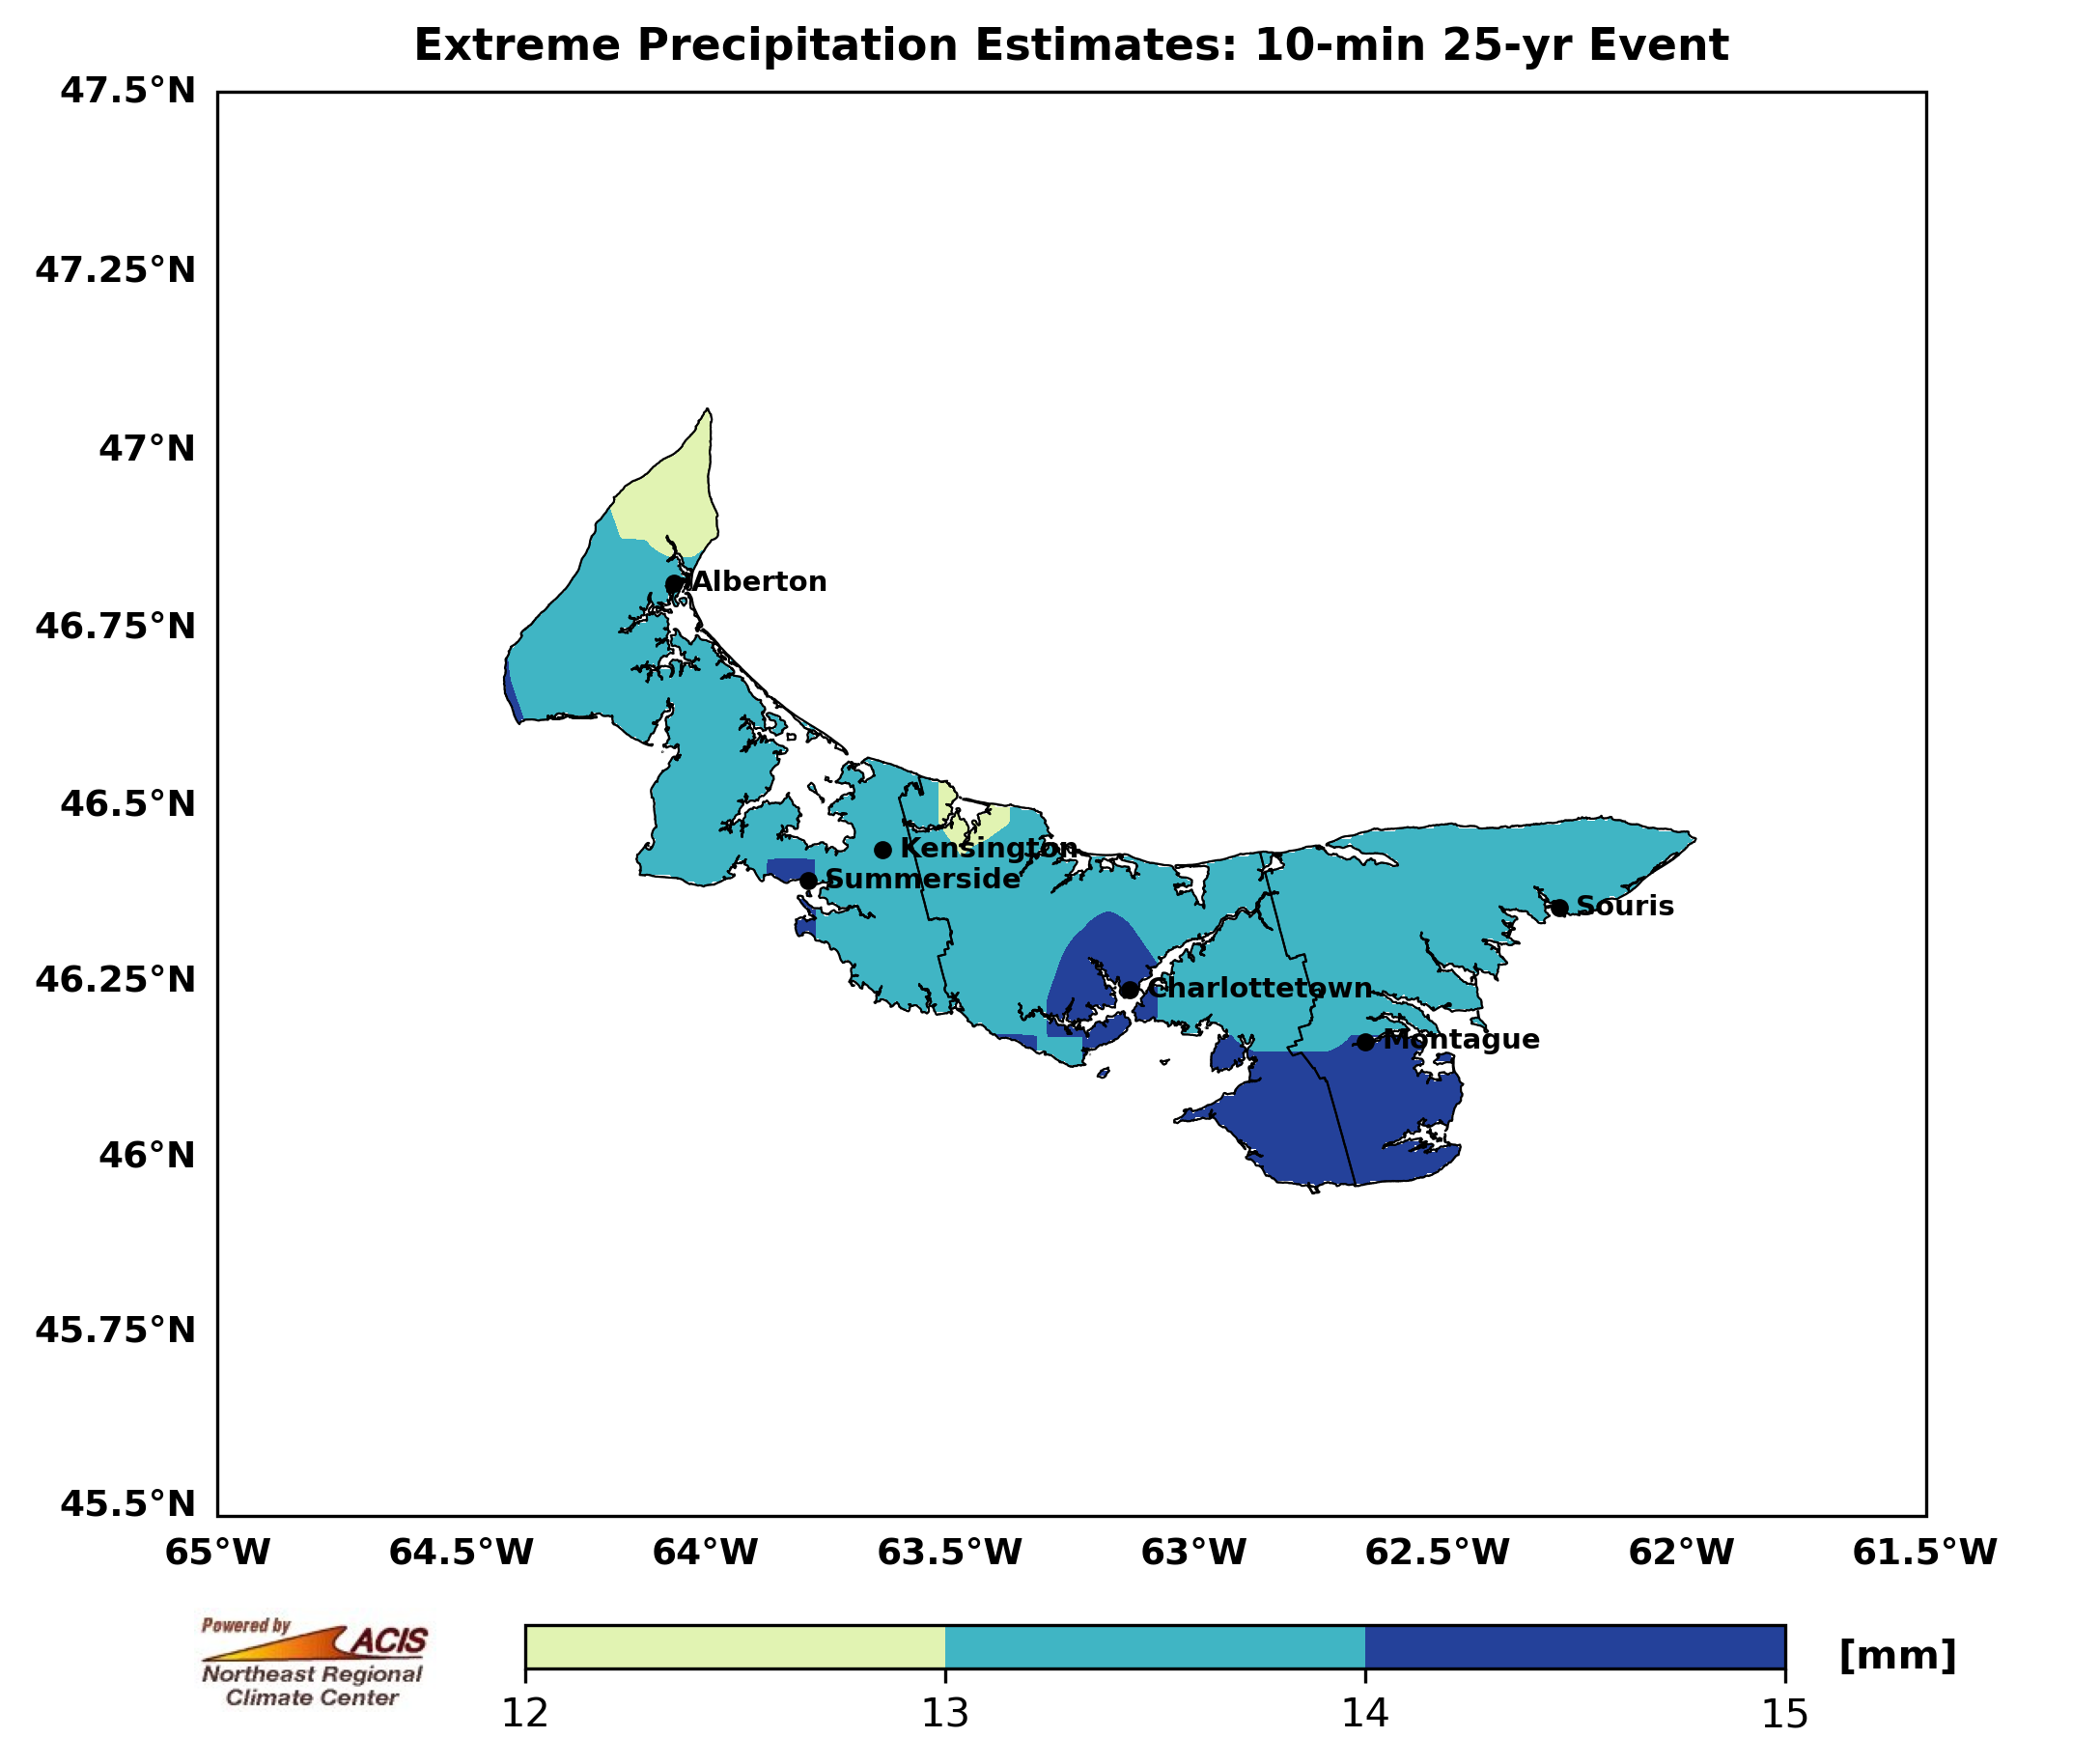 Extreme Precipitation Estimates: 10-min 25-yr Event
47.5°N
47.25°N
47°N
46.75°N
46.5°N
46.25°N
46°N
45.75°N
45.5°N
Alberton
Kensington
Summerside
Souris
Charlottetown
Montague
65°W 64.5°W 64°W 63.5°W 63°W 62.5°W 62°W 61.5°W
Powered by
ACIS
Northeast Regional
Climate Center
[mm]
12 13 14 15